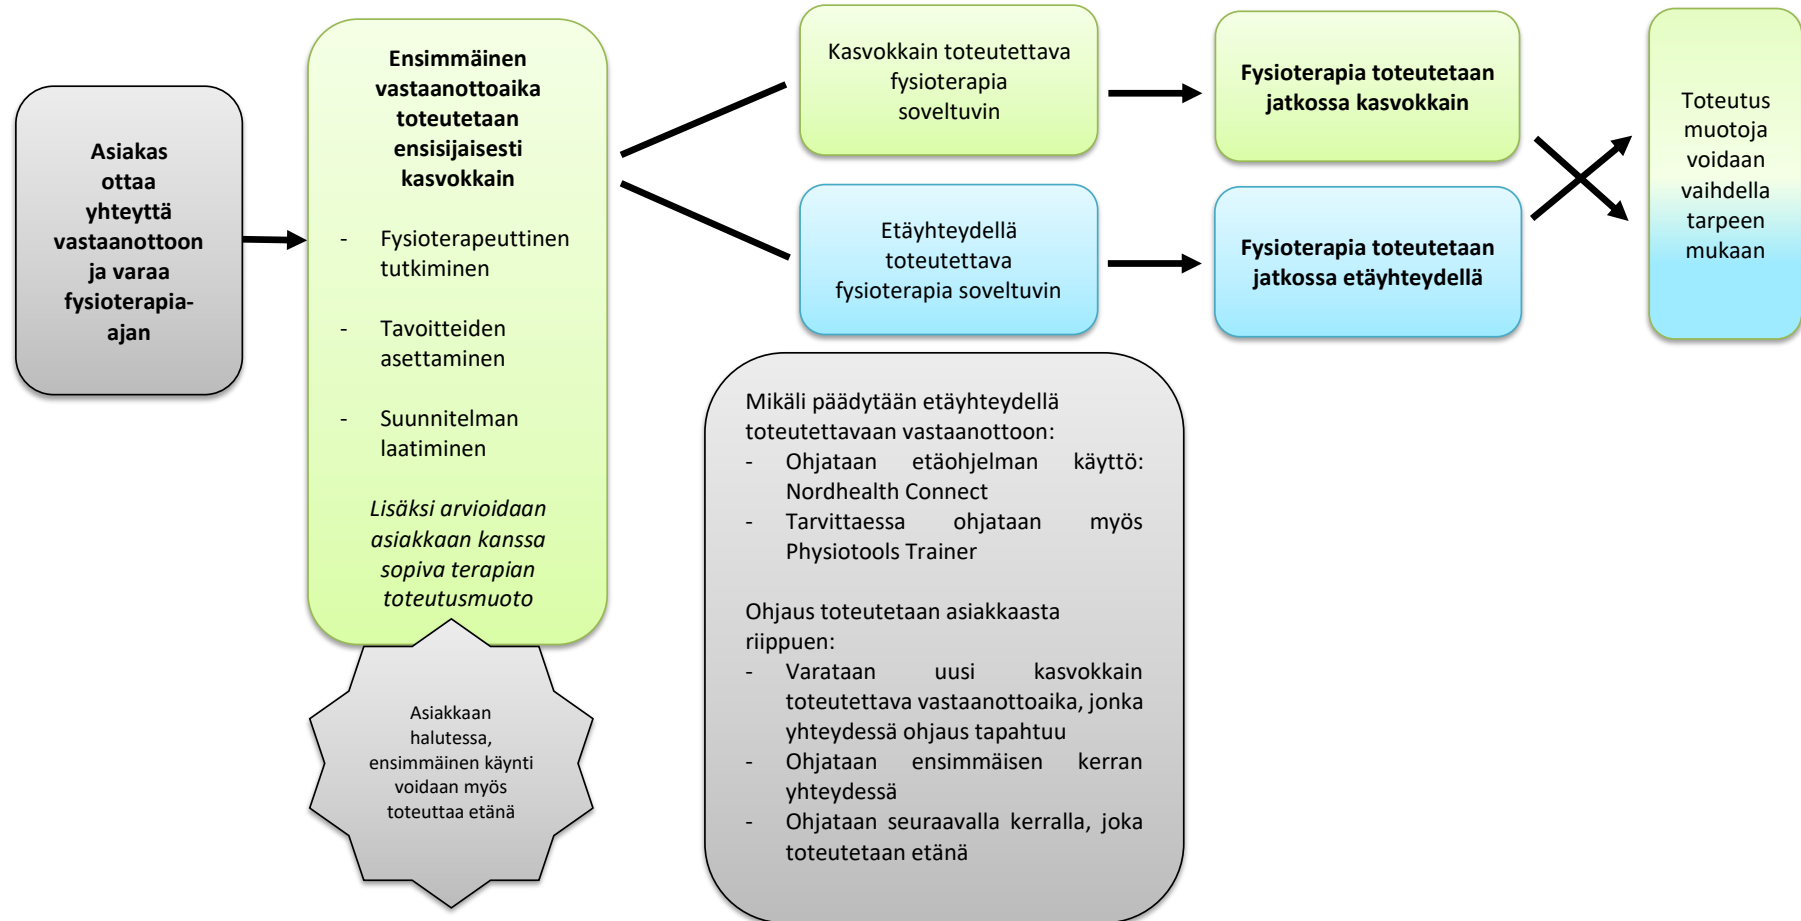 Asiakas
ottaa
yhteyttä
vastaanottoon
ja varaa
fysioterapia-
ajan
Ensimmäinen
vastaanottoaika
toteutetaan
ensisijaisesti
kasvokkain
- Fysioterapeuttinen
tutkiminen
- Tavoitteiden
asettaminen
- Suunnitelman
laatiminen
Lisäksi arvioidaan
asiakkaan kanssa
sopiva terapian
toteutusmuoto
Asiakkaan
halutessa,
ensimmäinen käynti
voidaan myös
toteuttaa etänä
Kasvokkain toteutettava
fysioterapia
soveltuvin
Etäyhteydellä
toteutettava
fysioterapia soveltuvin
Fysioterapia toteutetaan
jatkossa kasvokkain
Fysioterapia toteutetaan
jatkossa etäyhteydellä
Toteutus
muotoja
voidaan
vaihdella
tarpeen
mukaan
Mikäli päädytään etäyhteydellä
toteutettavaan vastaanottoon:
- Ohjataan etäohjelman käyttö:
Nordhealth Connect
- Tarvittaessa ohjataan myös
Physiotools Trainer
Ohjaus toteutetaan asiakkaasta
riippuen:
- Varataan uusi kasvokkain
toteutettava vastaanottoaika, jonka
yhteydessä ohjaus tapahtuu
- Ohjataan ensimmäisen kerran
yhteydessä
- Ohjataan seuraavalla kerralla, joka
toteutetaan etänä